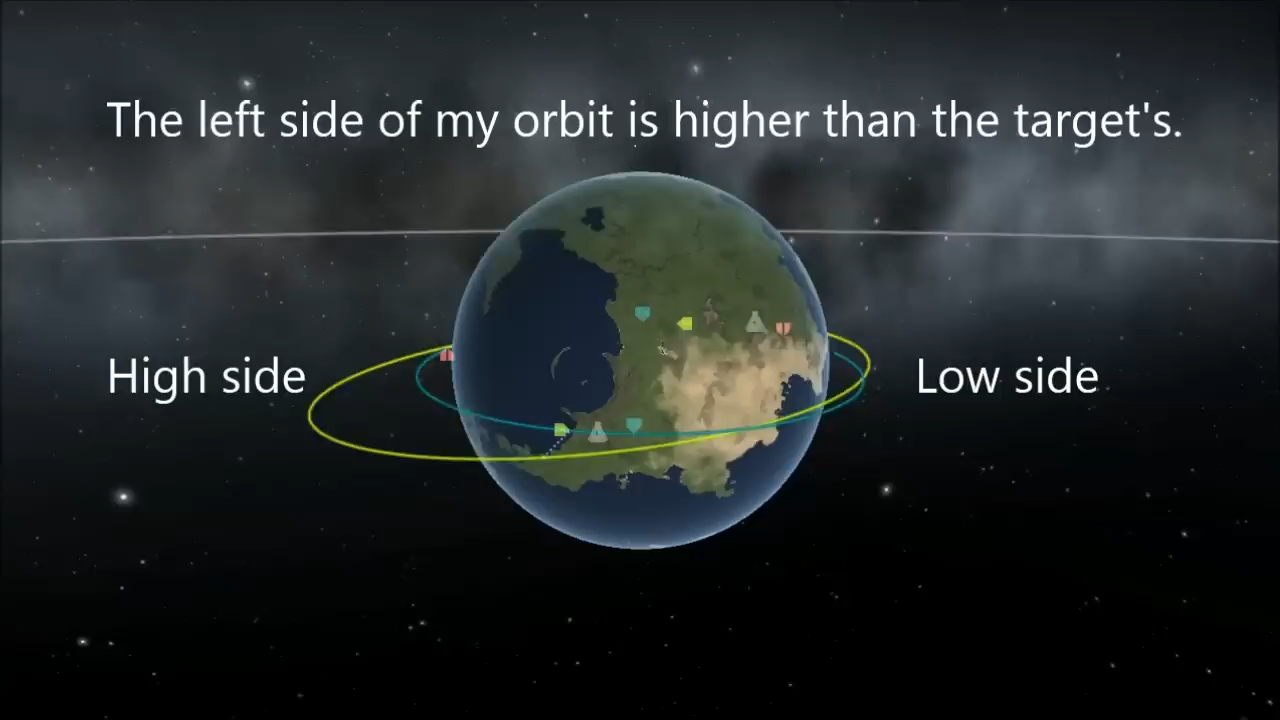 The left side of my orbit is higher than the target's.
High side
Low side